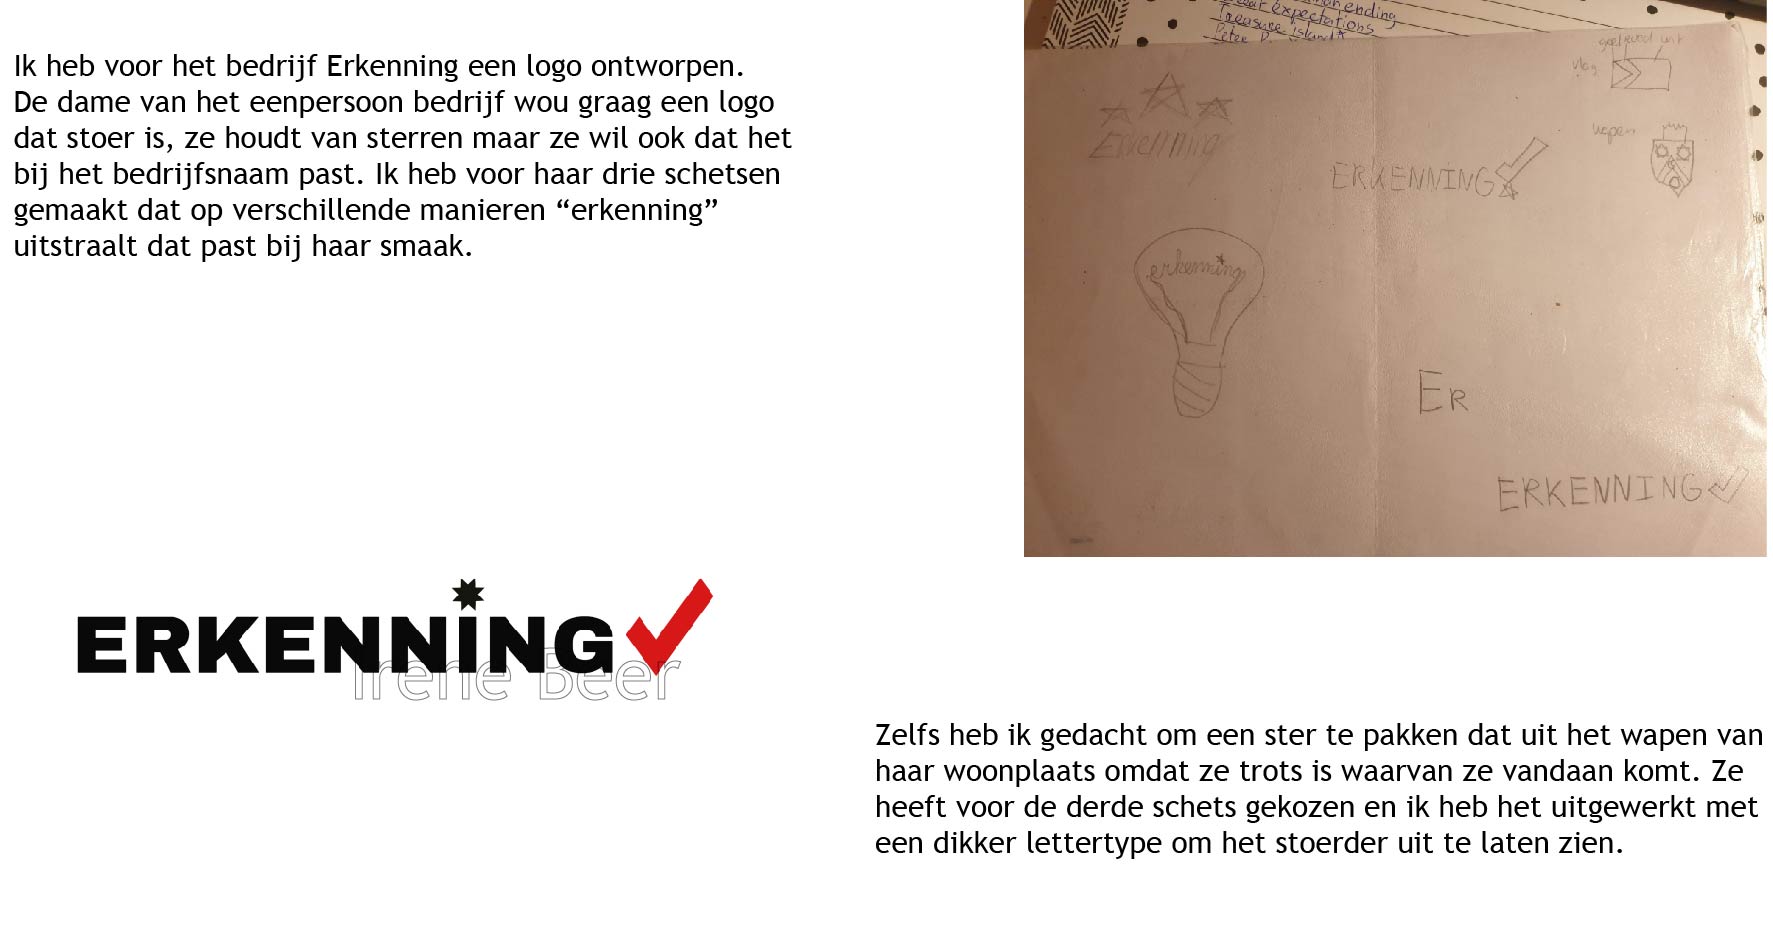 Ik heb voor het bedrijf Erkenning een logo ontworpen.
De dame van het eenpersoon bedrijf wou graag een logo
dat stoer is, ze houdt van sterren maar ze wil ook dat het
bij het bedrijfsnaam past. Ik heb voor haar drie schetsen
gemaakt dat op verschillende manieren “erkenning”
uitstraalt dat past bij haar smaak.
ending
expectations
Treasure island
Peter
geel rood wit
vlag
wapen
Erkenning
ERKENNING
erkenning
ER
ERKENNING
ERKENNING
Irene Beer
Zelfs heb ik gedacht om een ster te pakken dat uit het wapen van
haar woonplaats omdat ze trots is waarvan ze vandaan komt. Ze
heeft voor de derde schets gekozen en ik heb het uitgewerkt met
een dikker lettertype om het stoerder uit te laten zien.